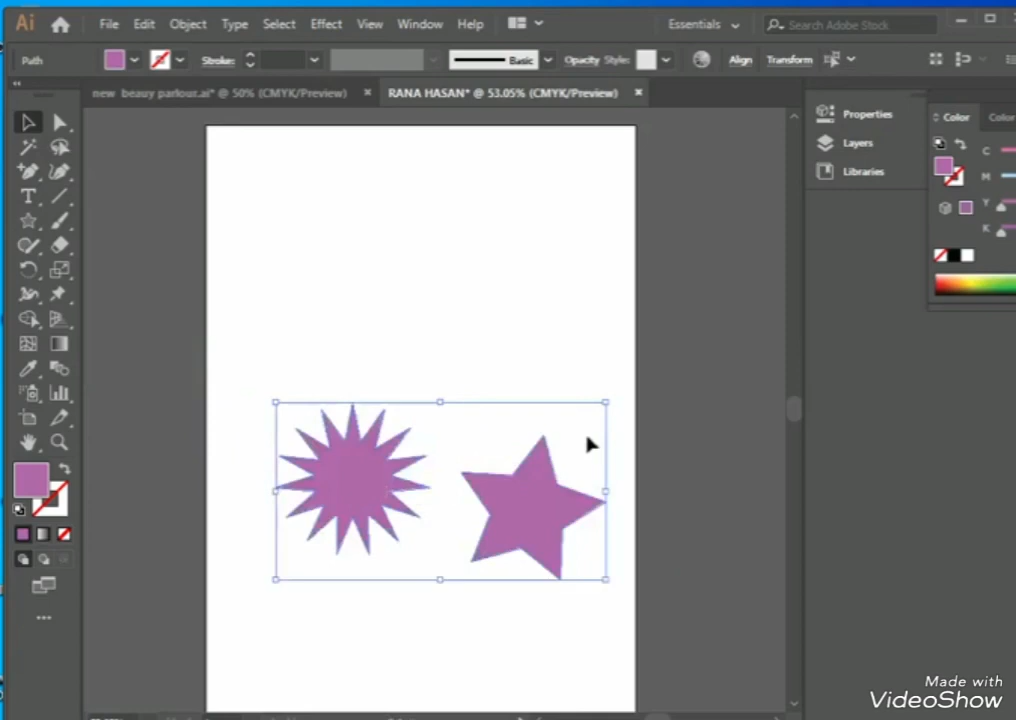 Ai File Edit Object Type Select Effect View Window Help Essentials Search Adobe Stock
Path Stroke: Basic Opacity Style: Align Transform
new beauy parlour.ai* @ 50% (CMYK/Preview) × RANA HASAN* @ 53.05% (CMYK/Preview) ×
Properties
Layers
Libraries
Color Color
C
M
Y
K
Made with
VideoShow